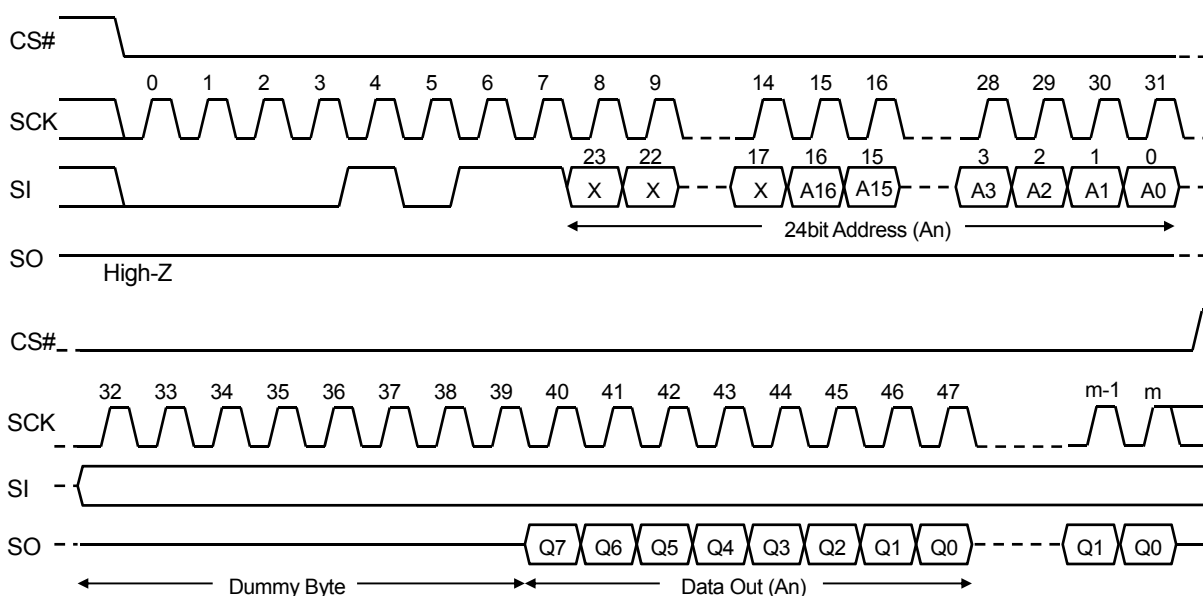 CS#
0 1 2 3 4 5 6 7 8 9 14 15 16 28 29 30 31
SCK
23 22 17 16 15 3 2 1 0
SI X X X A16 A15 A3 A2 A1 A0
24bit Address (An)
SO
High-Z
CS#
32 33 34 35 36 37 38 39 40 41 42 43 44 45 46 47 m-1 m
SCK
SI
SO Q7 Q6 Q5 Q4 Q3 Q2 Q1 Q0 Q1 Q0
Dummy Byte Data Out (An)